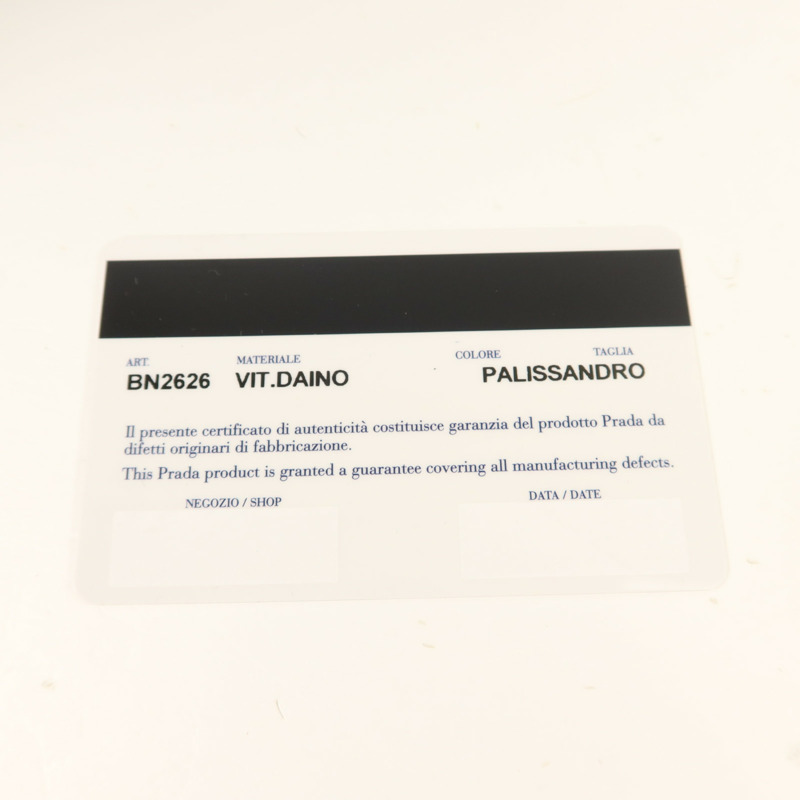 ART. MATERIALE COLORE TAGLIA
BN2626 VIT.DAINO PALISSANDRO
Il presente certificato di autenticità costituisce garanzia del prodotto Prada da
difetti originari di fabbricazione.
This Prada product is granted a guarantee covering all manufacturing defects.
NEGOZIO / SHOP DATA / DATE